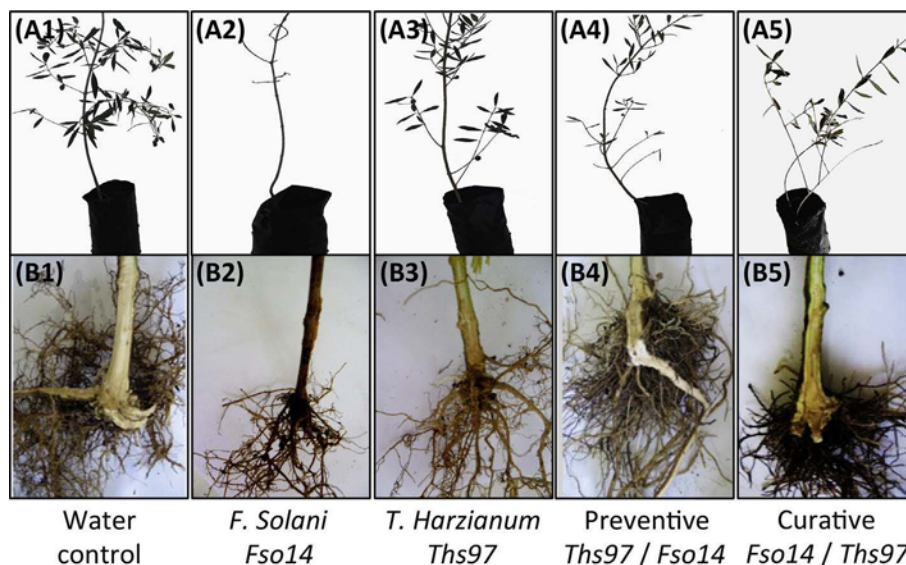 (A1) (A2) (A3) (A4) (A5)
(B1) (B2) (B3) (B4) (B5)
Water control
F. Solani Fso14
T. Harzianum Ths97
Preventive Ths97 / Fso14
Curative Fso14 / Ths97